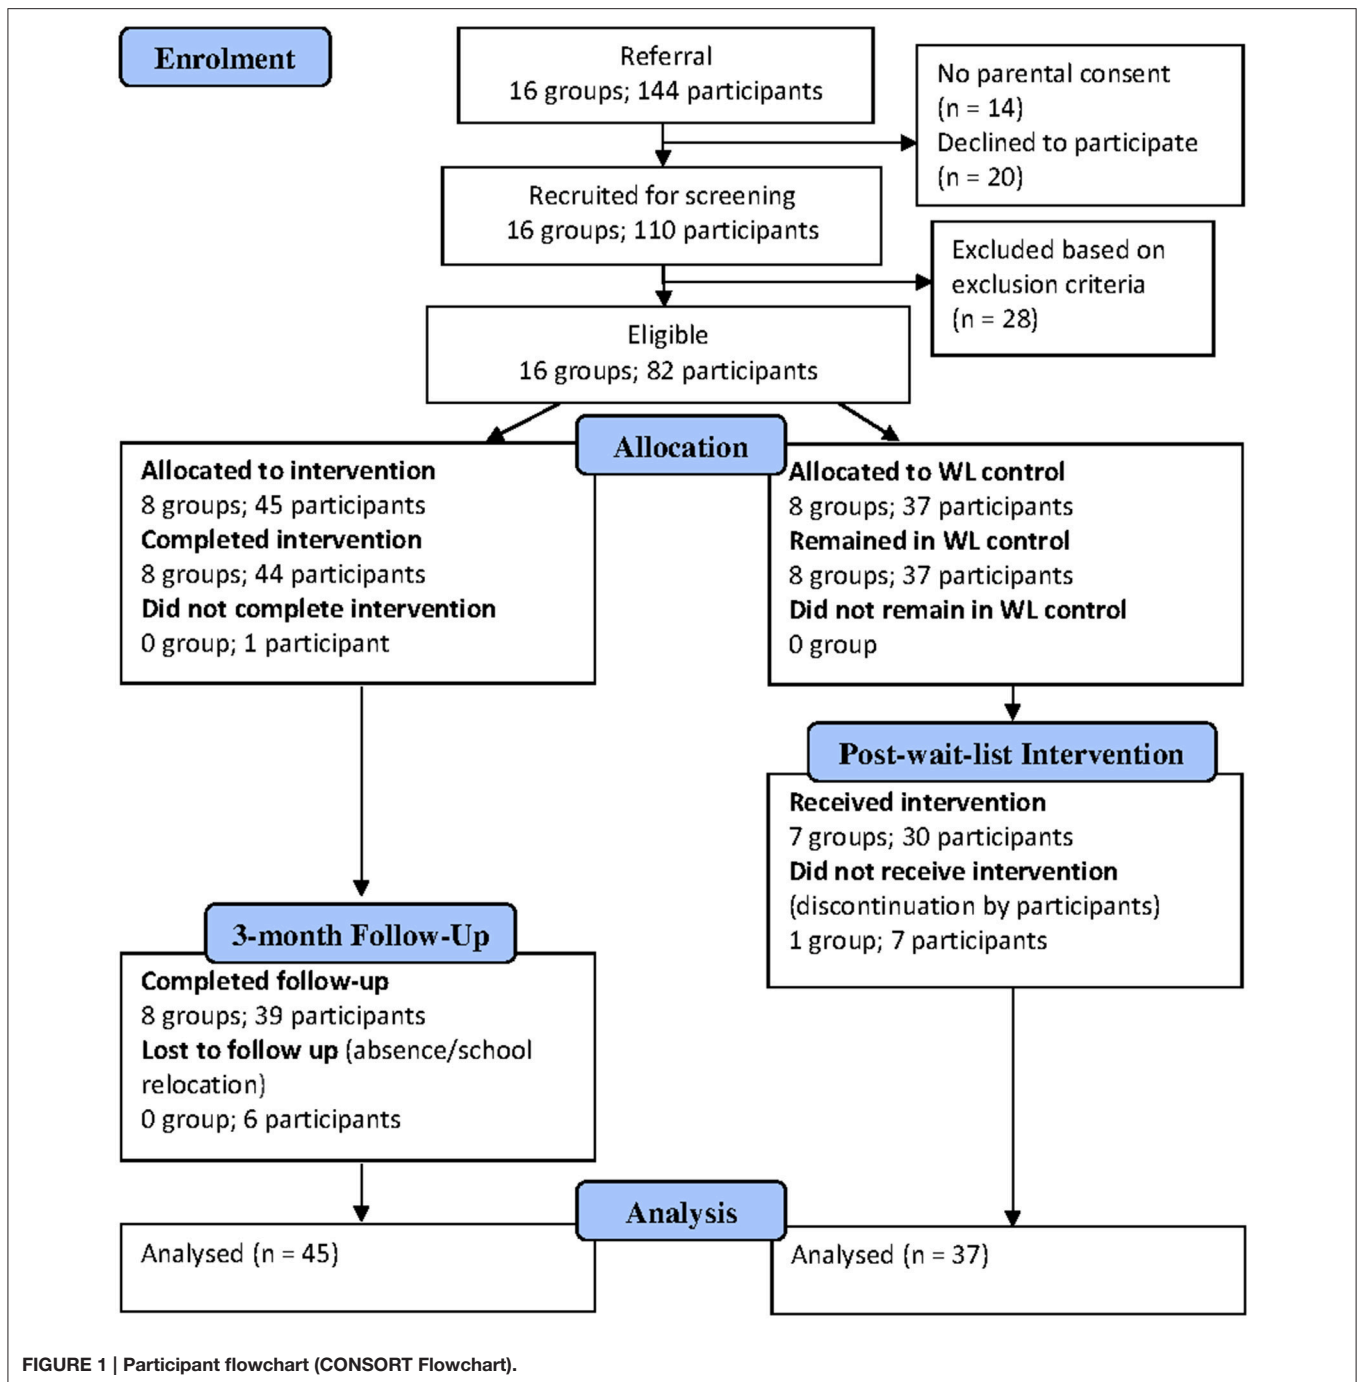 Enrolment
Referral
16 groups; 144 participants
No parental consent
(n = 14)
Declined to participate
(n = 20)
Recruited for screening
16 groups; 110 participants
Excluded based on
exclusion criteria
(n = 28)
Eligible
16 groups; 82 participants
Allocation
Allocated to intervention
8 groups; 45 participants
Completed intervention
8 groups; 44 participants
Did not complete intervention
0 group; 1 participant
Allocated to WL control
8 groups; 37 participants
Remained in WL control
8 groups; 37 participants
Did not remain in WL control
0 group
Post-wait-list Intervention
Received intervention
7 groups; 30 participants
Did not receive intervention
(discontinuation by participants)
1 group; 7 participants
3-month Follow-Up
Completed follow-up
8 groups; 39 participants
Lost to follow up (absence/school
relocation)
0 group; 6 participants
Analysis
Analysed (n = 45)
Analysed (n = 37)
FIGURE 1 | Participant flowchart (CONSORT Flowchart).